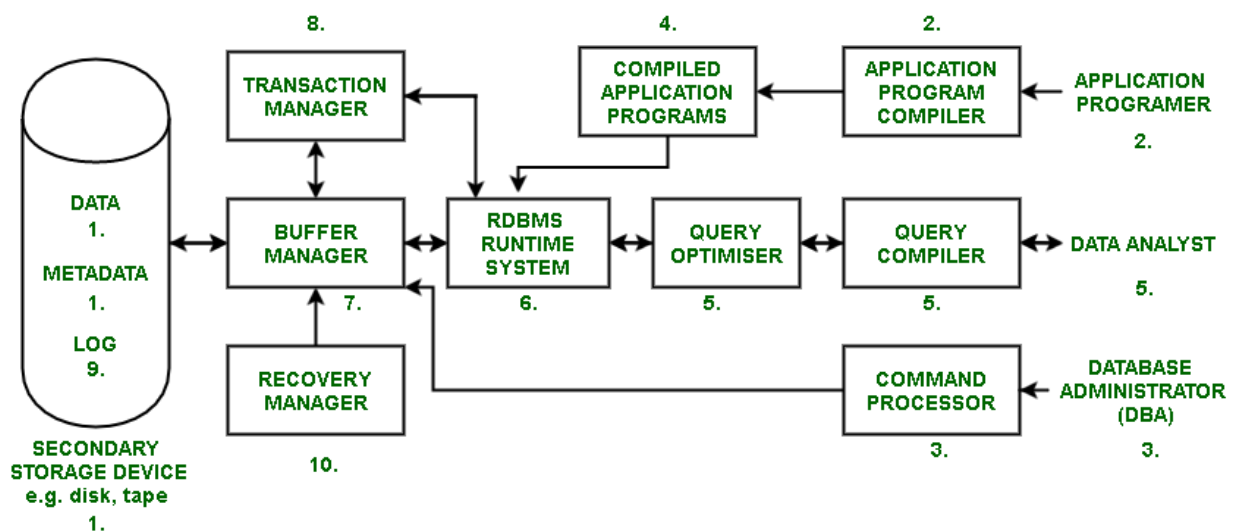 8.
4.
2.
TRANSACTION
MANAGER
COMPILED
APPLICATION
PROGRAMS
APPLICATION
PROGRAM
COMPILER
APPLICATION
PROGRAMER
2.
DATA
1.
METADATA
1.
LOG
9.
BUFFER
MANAGER
7.
RDBMS
RUNTIME
SYSTEM
6.
QUERY
OPTIMISER
5.
QUERY
COMPILER
5.
DATA ANALYST
5.
RECOVERY
MANAGER
10.
COMMAND
PROCESSOR
3.
DATABASE
ADMINISTRATOR
(DBA)
3.
SECONDARY
STORAGE DEVICE
e.g. disk, tape
1.